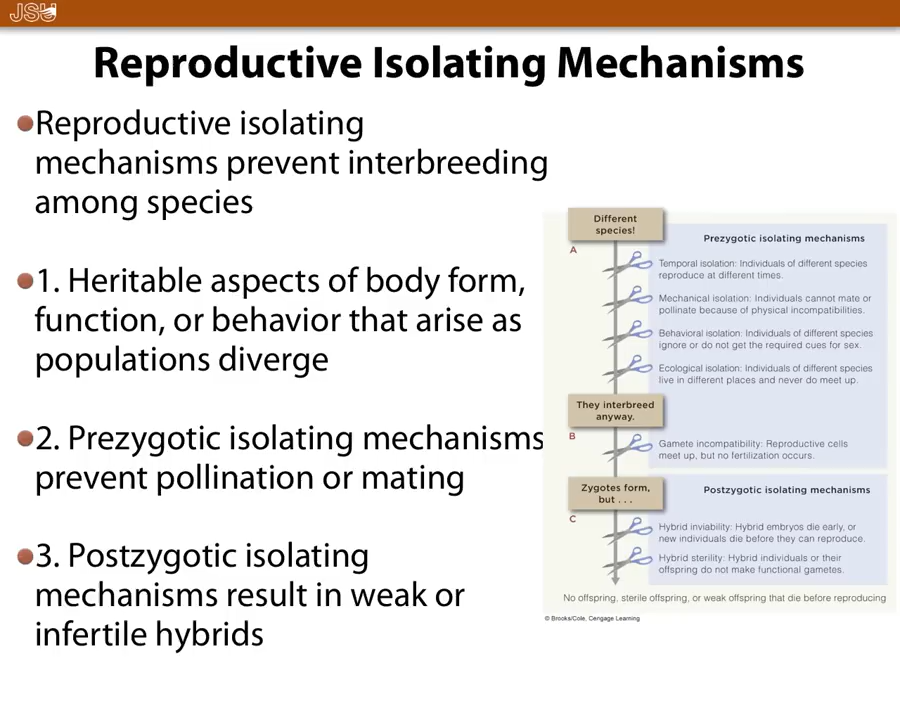 JSU
Reproductive Isolating Mechanisms
Reproductive isolating
mechanisms prevent interbreeding
among species
1. Heritable aspects of body form,
function, or behavior that arise as
populations diverge
2. Prezygotic isolating mechanisms
prevent pollination or mating
3. Postzygotic isolating
mechanisms result in weak or
infertile hybrids
Different
species!
Prezygotic isolating mechanisms
A
Temporal isolation: Individuals of different species
reproduce at different times.
Mechanical isolation: Individuals cannot mate or
pollinate because of physical incompatibilities.
Behavioral isolation: Individuals of different species
ignore or do not get the required cues for sex.
Ecological isolation: Individuals of different species
live in different places and never do meet up.
They interbreed
anyway.
B
Gamete incompatibility: Reproductive cells
meet up, but no fertilization occurs.
Zygotes form,
but . . .
Postzygotic isolating mechanisms
C
Hybrid inviability: Hybrid embryos die early, or
new individuals die before they can reproduce.
Hybrid sterility: Hybrid individuals or their
offspring do not make functional gametes.
No offspring, sterile offspring, or weak offspring that die before reproducing
© Brooks/Cole, Cengage Learning